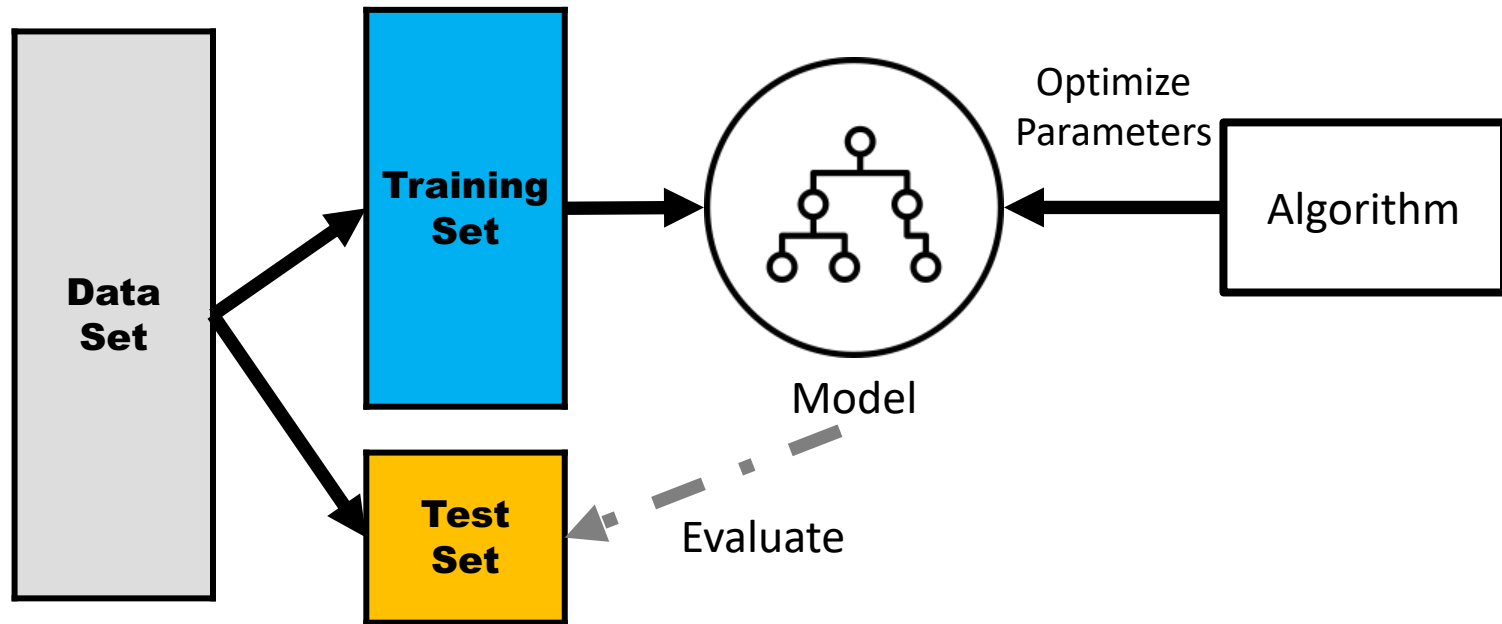 Data
Set
Training
Set
Test
Set
Model
Evaluate
Optimize
Parameters
Algorithm